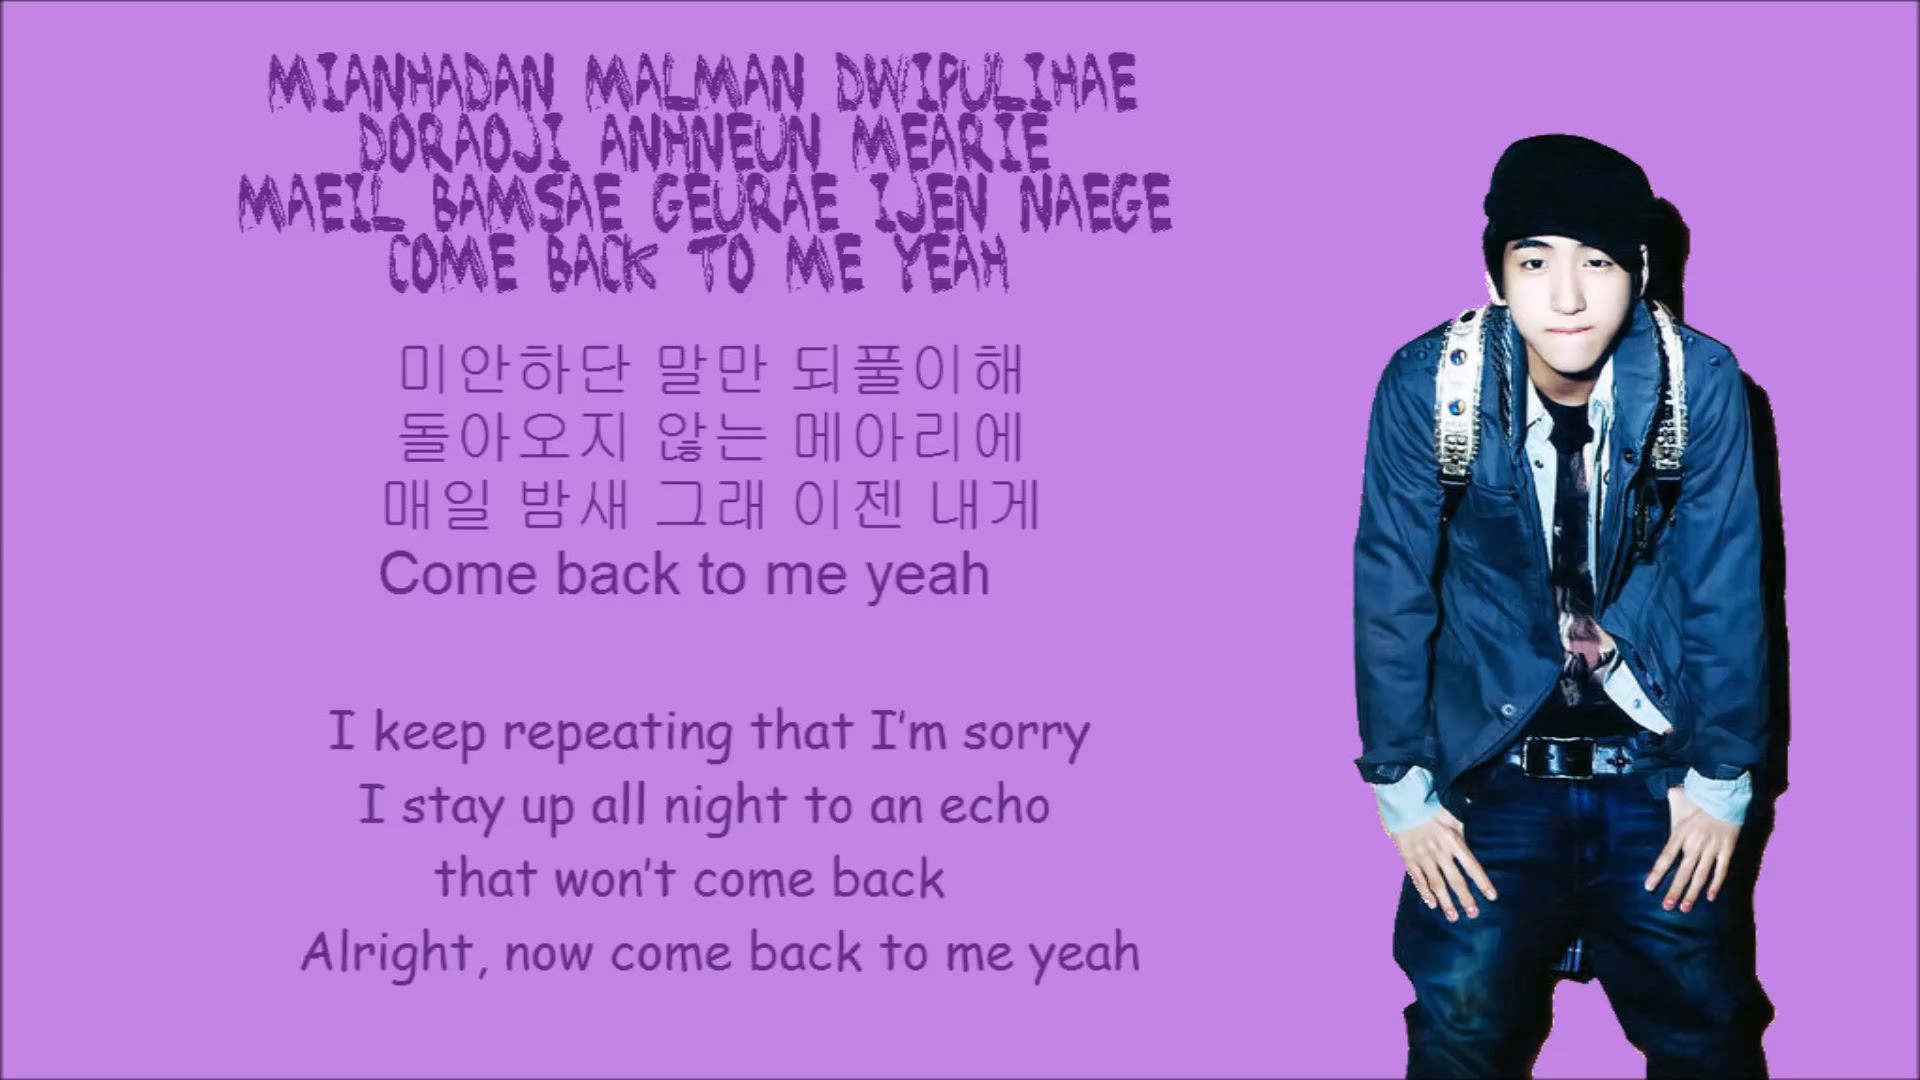 MIANHADAN MALMAN DWIPULIHAE
DORAOJI ANHNEUN MEARIE
MAEIL BAMSAE GEURAE IJEN NAEGE
COME BACK TO ME YEAH
미안하단 말만 되풀이해
돌아오지 않는 메아리에
매일 밤새 그래 이젠 내게
Come back to me yeah
I keep repeating that I'm sorry
I stay up all night to an echo
that won't come back
Alright, now come back to me yeah